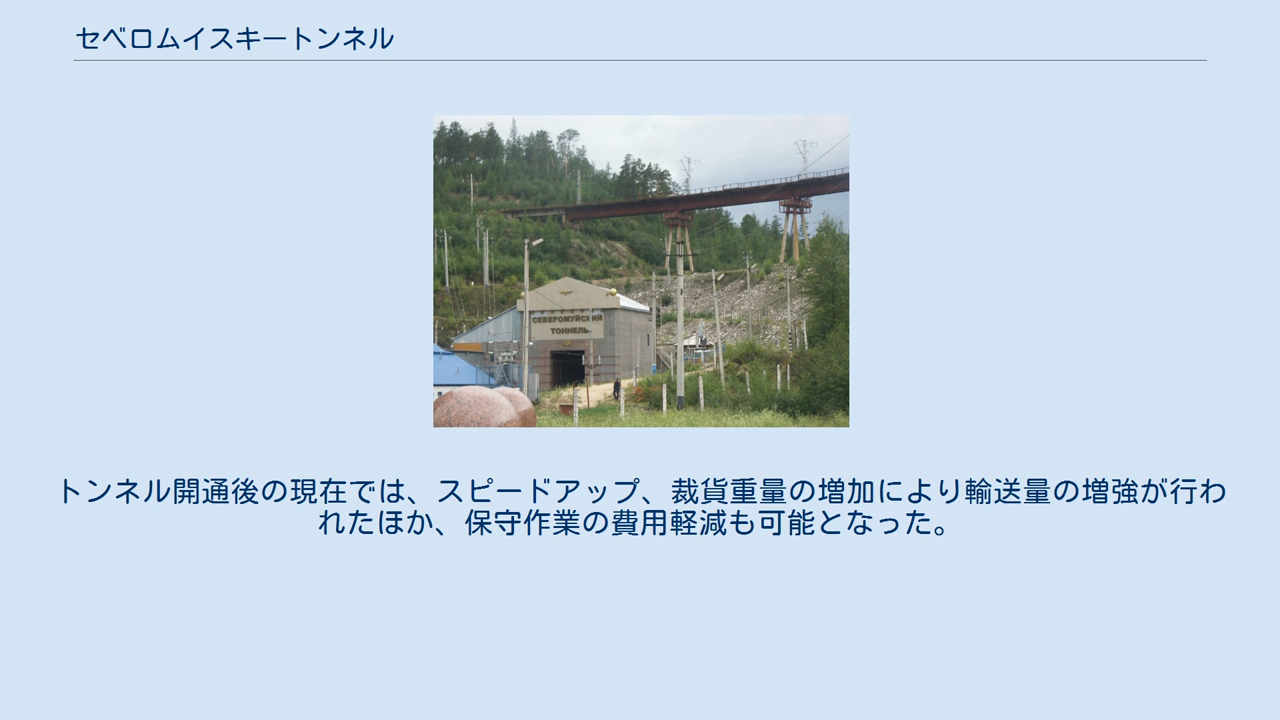 セベロムイスキートンネル
СЕВЕРОМУЙСКИЙ
ТОННЕЛЬ
トンネル開通後の現在では、スピードアップ、裁貨重量の増加により輸送量の増強が行わ
れたほか、保守作業の費用軽減も可能となった。